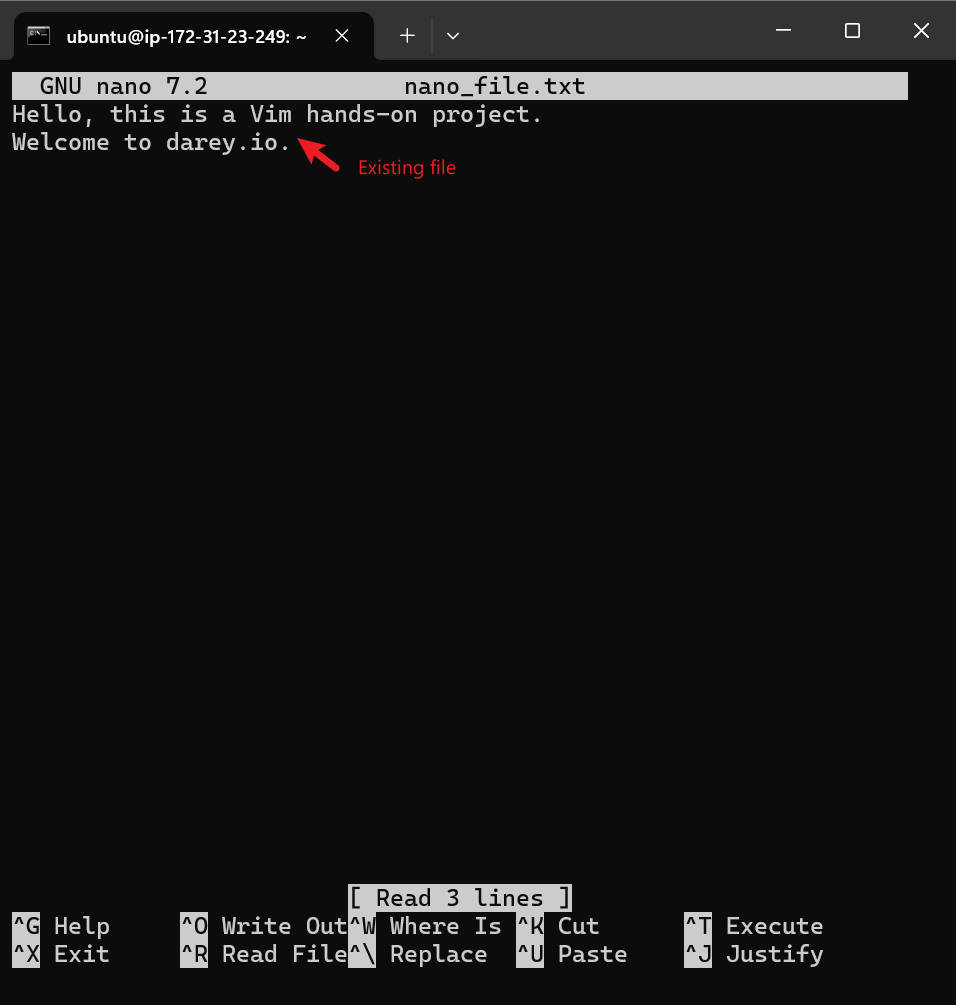 ubuntu@ip-172-31-23-249: ~
GNU nano 7.2 nano_file.txt
Hello, this is a Vim hands-on project.
Welcome to darey.io.
Existing file
[ Read 3 lines ]
^G Help ^O Write Out ^W Where Is ^K Cut ^T Execute
^X Exit ^R Read File ^\ Replace ^U Paste ^J Justify